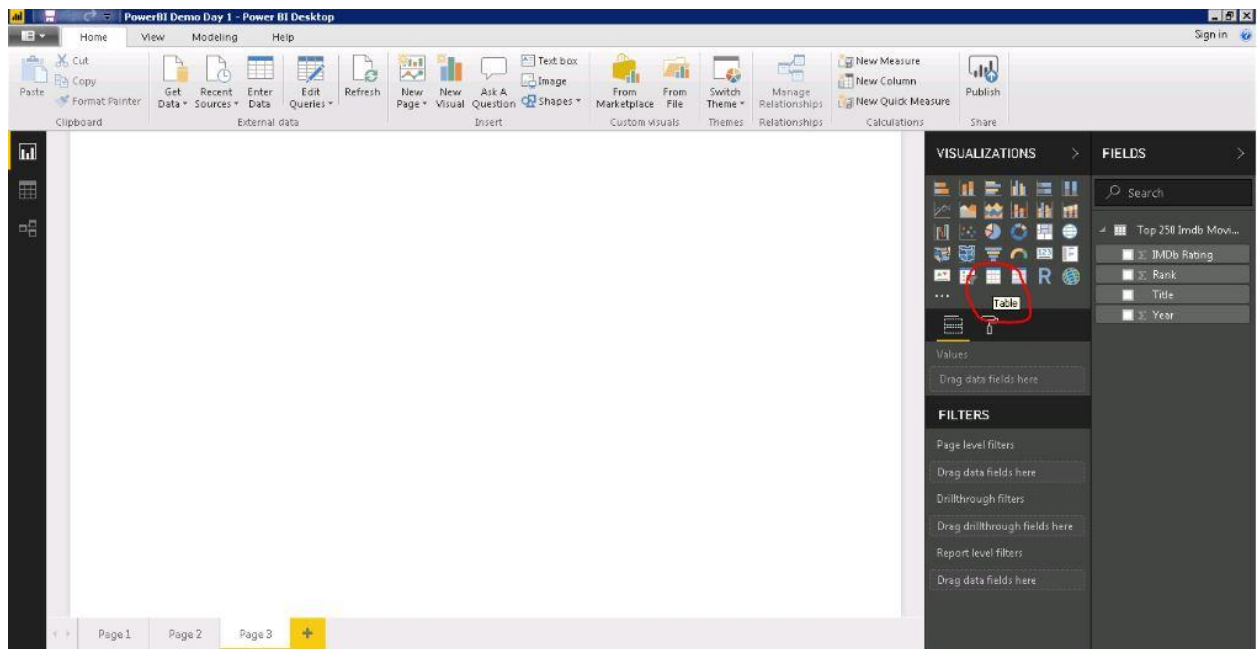 PowerBI Demo Day 1 - Power BI Desktop
Home View Modeling Help Sign in
Paste
Cut
Copy
Format Painter
Clipboard
Get Data
Recent Sources
Enter Data
Edit Queries
Refresh
External data
New Page
New Visual
Ask A Question
Text box
Image
Shapes
Insert
From Marketplace
From File
Custom visuals
Switch Theme
Themes
Manage Relationships
Relationships
New Measure
New Column
New Quick Measure
Calculations
Publish
Share
VISUALIZATIONS
123
R
Table
Values
Drag data fields here
FILTERS
Page level filters
Drag data fields here
Drillthrough filters
Drag drillthrough fields here
Report level filters
Drag data fields here
FIELDS
Search
Top 250 Imdb Movi...
Σ IMDb Rating
Σ Rank
Title
Σ Year
Page 1 Page 2 Page 3 +